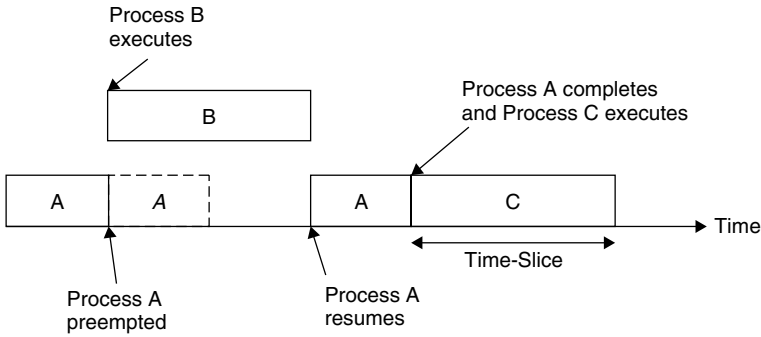 Process B
executes
B
Process A completes
and Process C executes
A
A
A
C
Time
Time-Slice
Process A
preempted
Process A
resumes